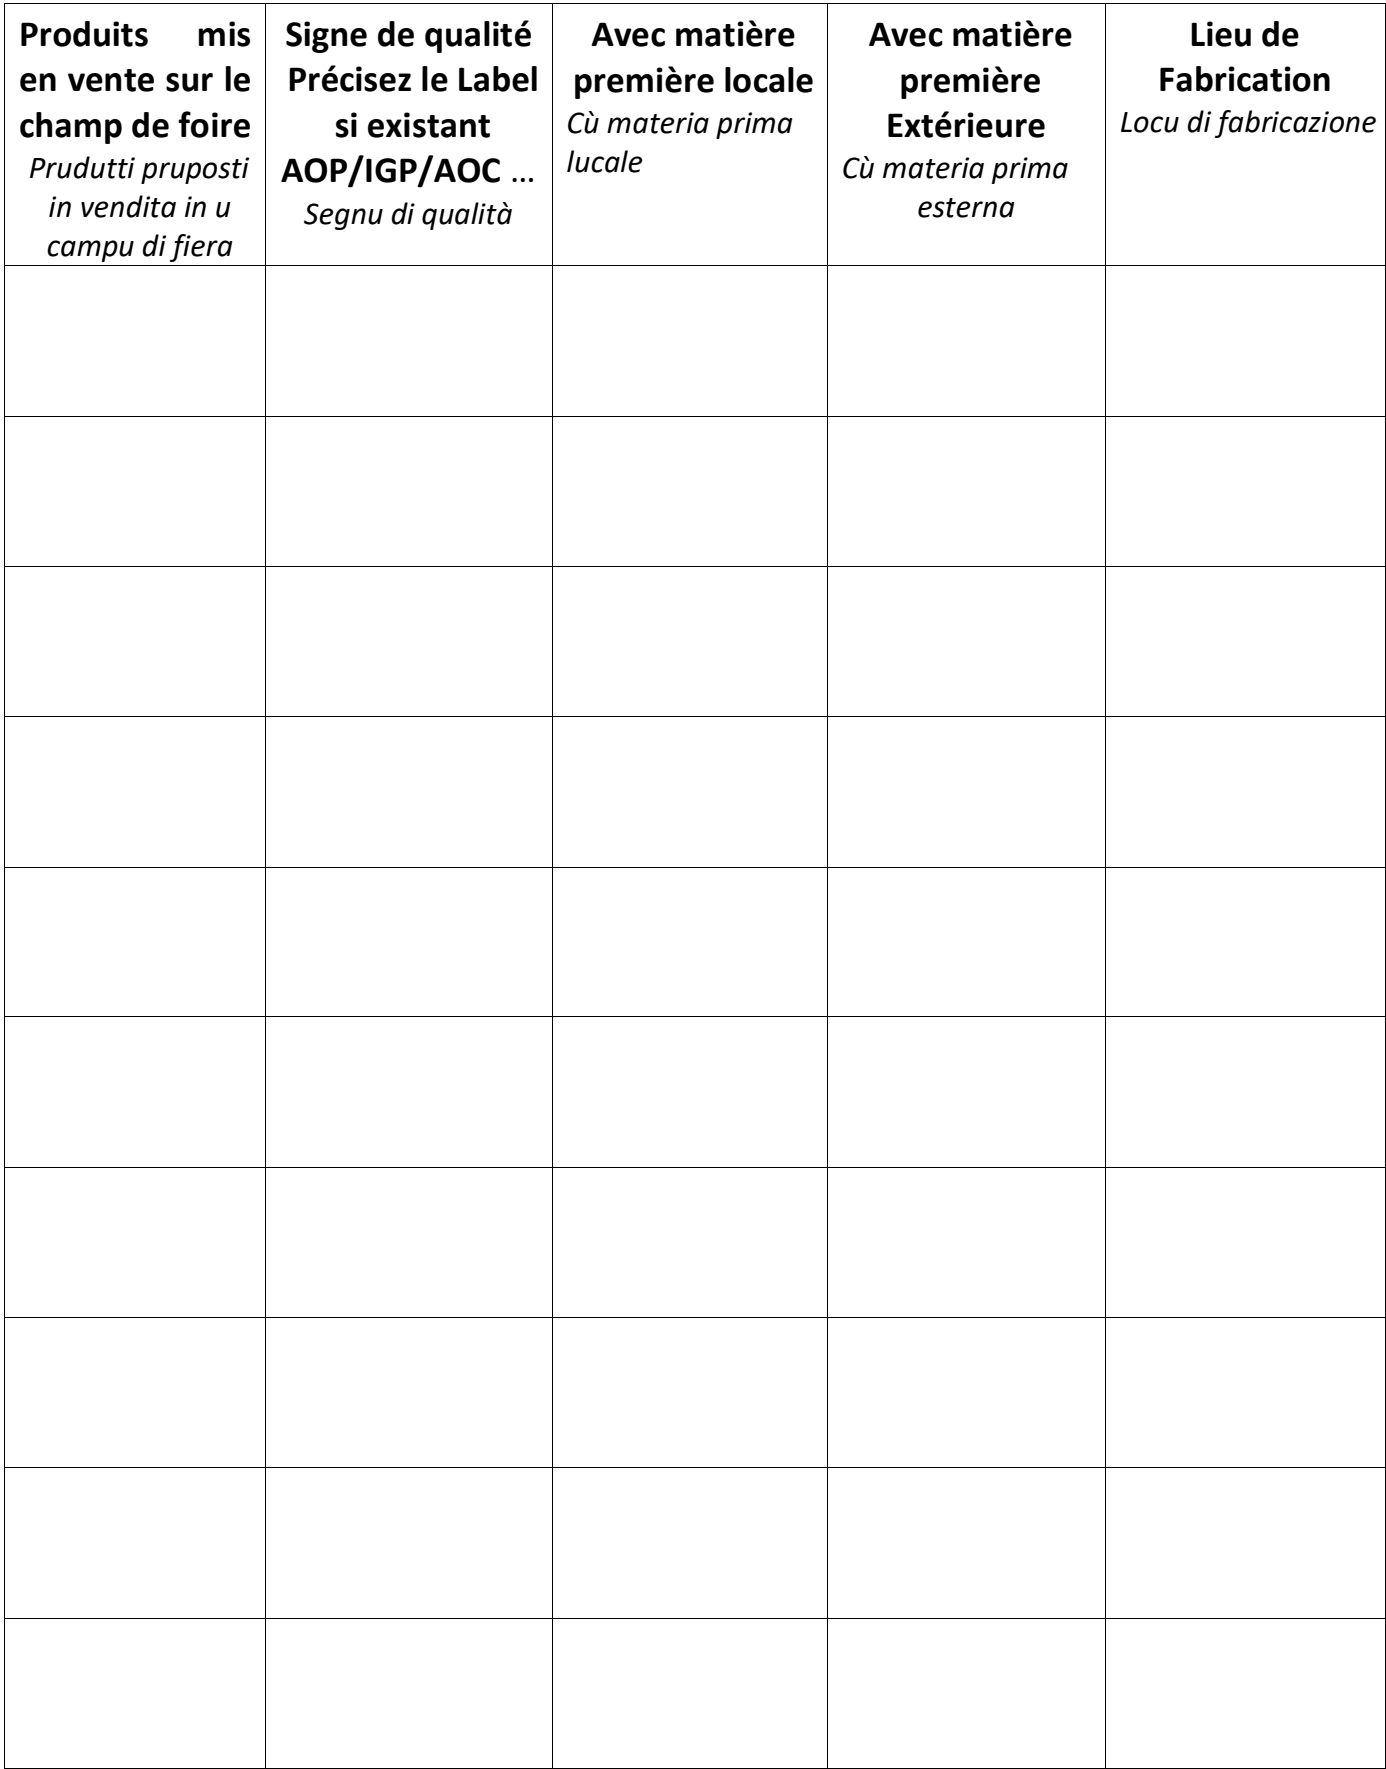 Produits mis
en vente sur le
champ de foire
Prudutti pruposti
in vendita in u
campu di fiera
Signe de qualité
Précisez le Label
si existant
AOP/IGP/AOC ...
Segnu di qualità
Avec matière
première locale
Cù materia prima
lucale
Avec matière
première
Extérieure
Cù materia prima
esterna
Lieu de
Fabrication
Locu di fabricazione